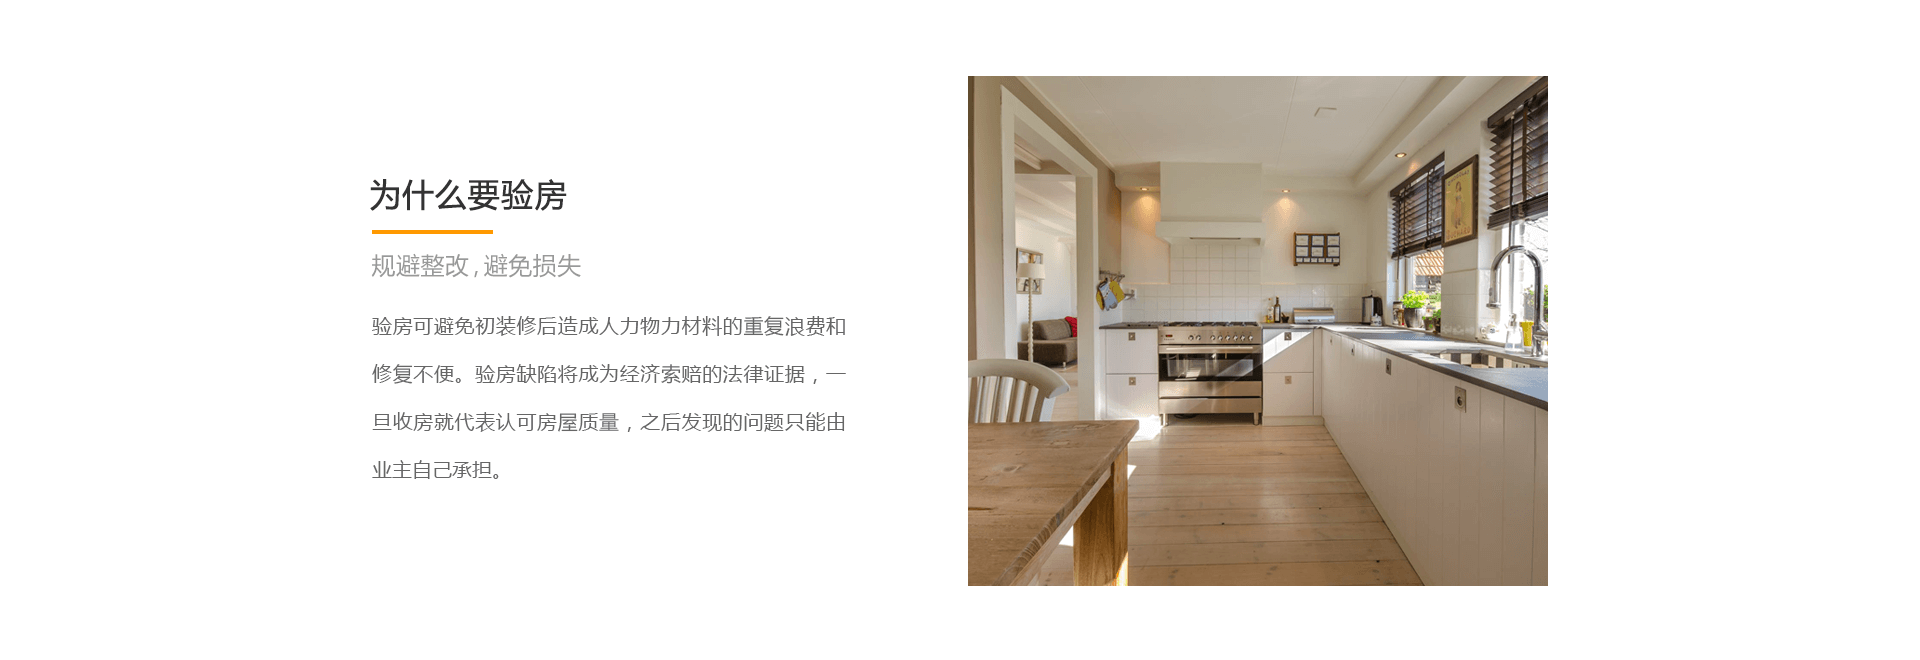 为什么要验房
规避整改,避免损失
验房可避免初装修后造成人力物力材料的重复浪费和
修复不便。验房缺陷将成为经济索赔的法律证据，一
旦收房就代表认可房屋质量，之后发现的问题只能由
业主自己承担。